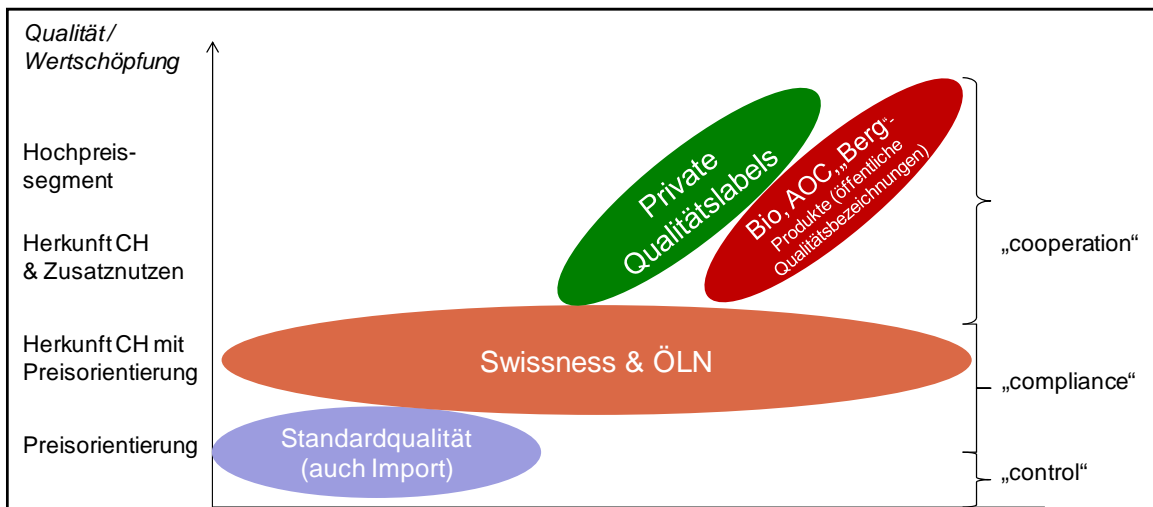 Qualität /
Wertschöpfung
Hochpreis-
segment
Herkunft CH
& Zusatznutzen
Herkunft CH mit
Preisorientierung
Preisorientierung
Private
Qualitätslabels
Bio, AOC, „Berg“-
Produkte (öffentliche
Qualitätsbezeichnungen)
Swissness & ÖLN
Standardqualität
(auch Import)
„cooperation“
„compliance“
„control“